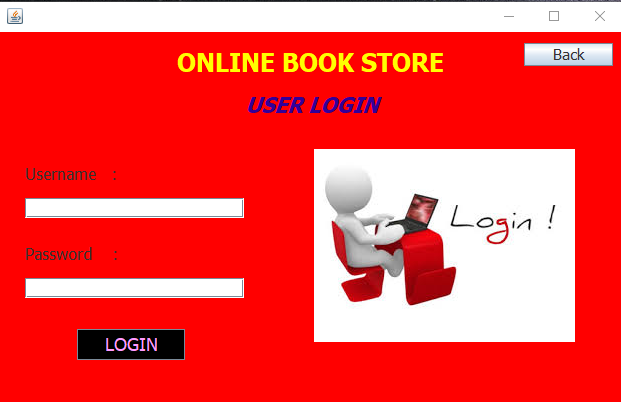 Back
ONLINE BOOK STORE
USER LOGIN
Username :
Password :
Login !
LOGIN